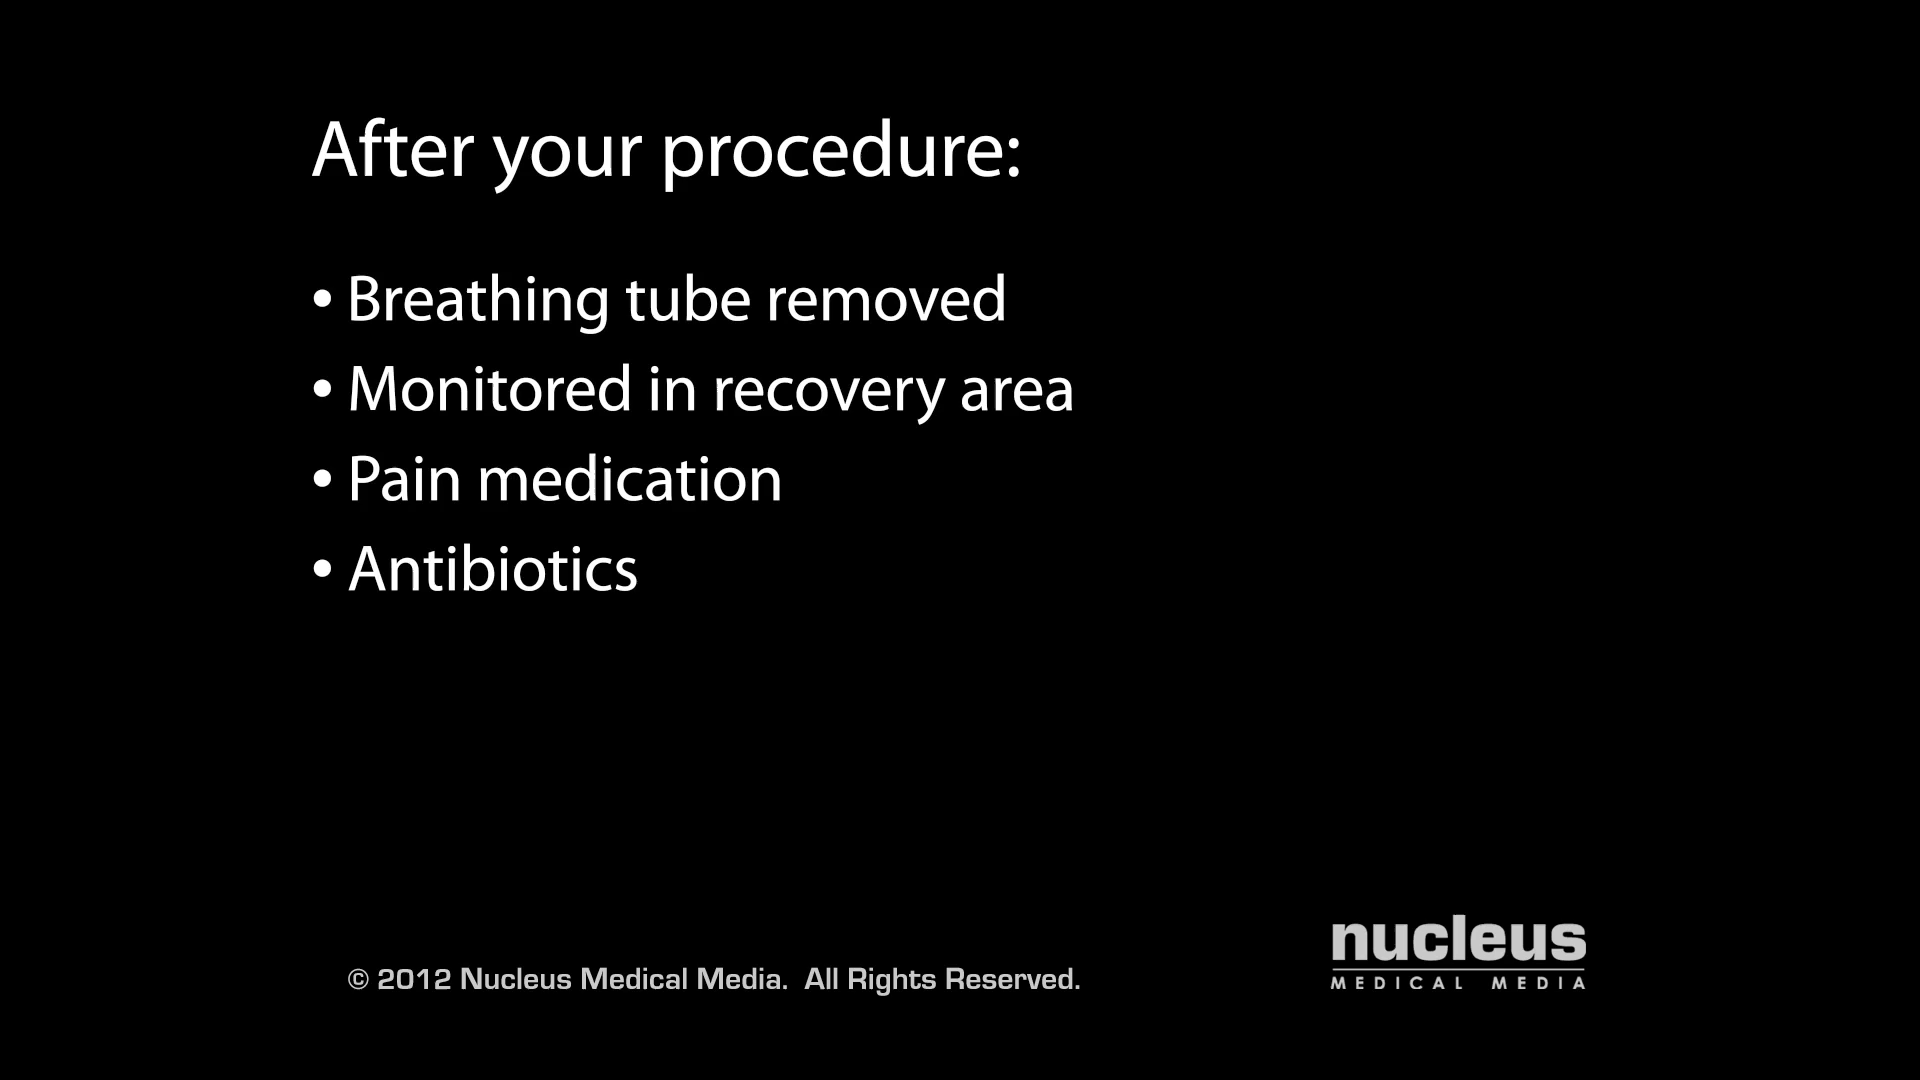 After your procedure:
• Breathing tube removed
• Monitored in recovery area
• Pain medication
• Antibiotics
© 2012 Nucleus Medical Media. All Rights Reserved.
nucleus
MEDICAL MEDIA